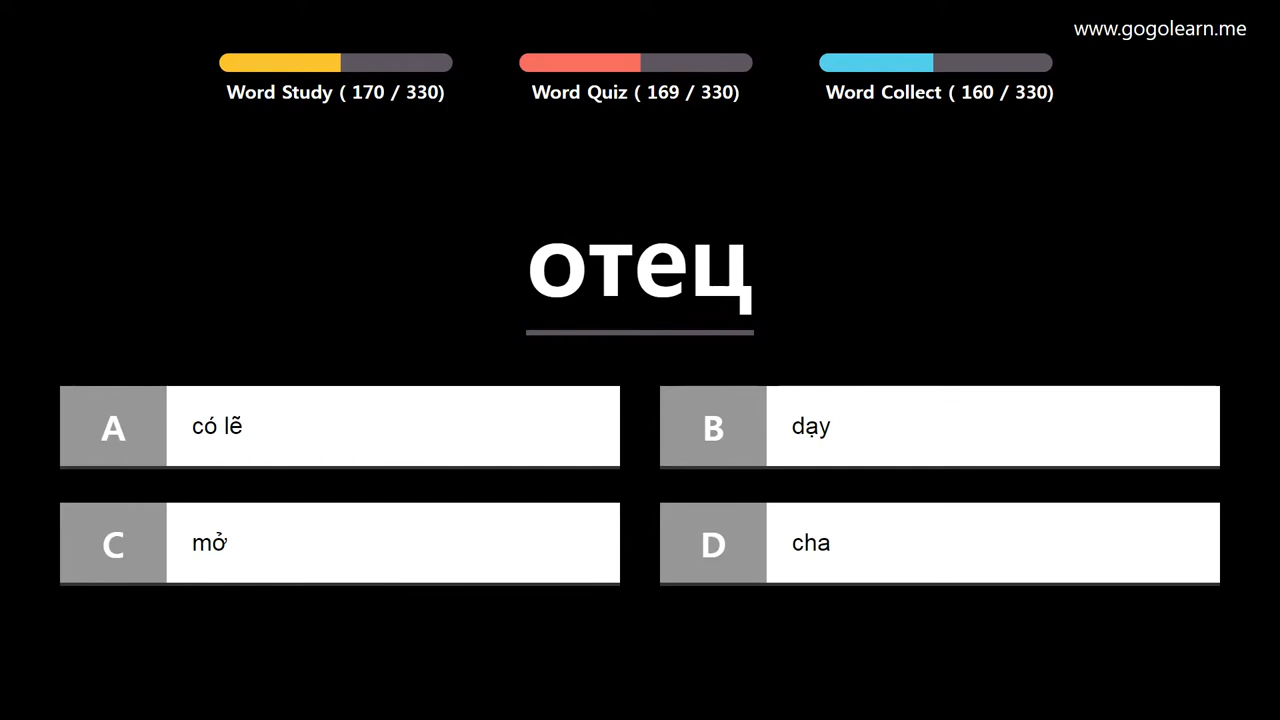 www.gogolearn.me
Word Study ( 170 / 330)
Word Quiz ( 169 / 330)
Word Collect ( 160 / 330)
отец
A
có lẽ
B
dạy
C
mở
D
cha